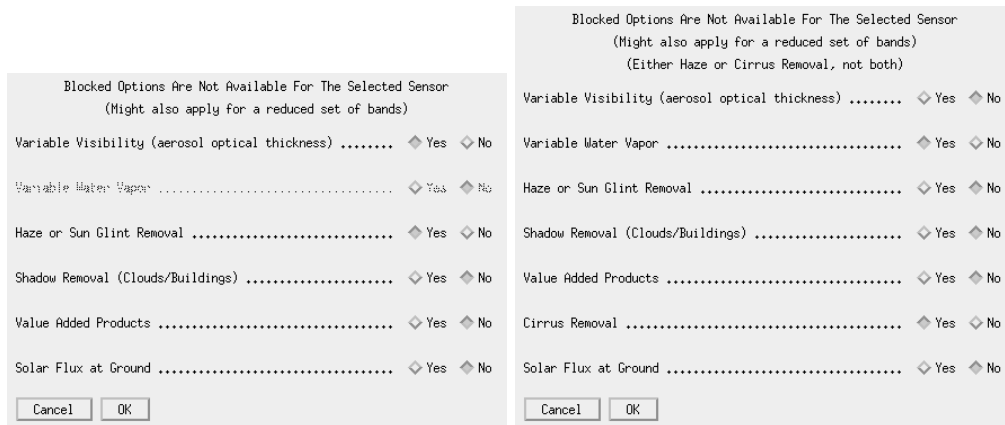 Blocked Options Are Not Available For The Selected Sensor
(Might also apply for a reduced set of bands)
Variable Visibility (aerosol optical thickness) ........ Yes No
Variable Water Vapor ................................... Yes No
Haze or Sun Glint Removal .............................. Yes No
Shadow Removal (Clouds/Buildings) ...................... Yes No
Value Added Products ................................... Yes No
Solar Flux at Ground ................................... Yes No
Cancel OK
Blocked Options Are Not Available For The Selected Sensor
(Might also apply for a reduced set of bands)
(Either Haze or Cirrus Removal, not both)
Variable Visibility (aerosol optical thickness) ........ Yes No
Variable Water Vapor ................................... Yes No
Haze or Sun Glint Removal .............................. Yes No
Shadow Removal (Clouds/Buildings) ...................... Yes No
Value Added Products ................................... Yes No
Cirrus Removal ......................................... Yes No
Solar Flux at Ground ................................... Yes No
Cancel OK